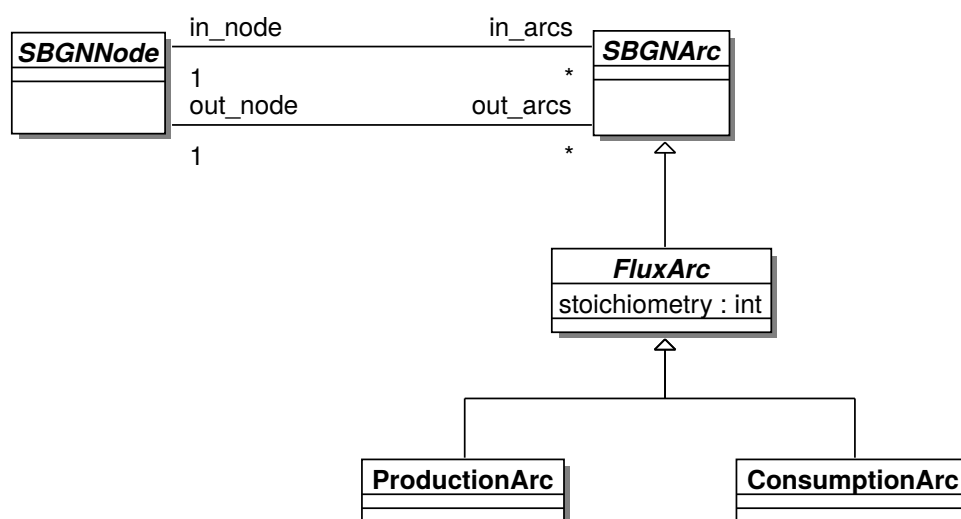 in_node in_arcs
SBGNNode SBGNArc
1 *
out_node out_arcs
1 *
FluxArc
stoichiometry : int
ProductionArc ConsumptionArc